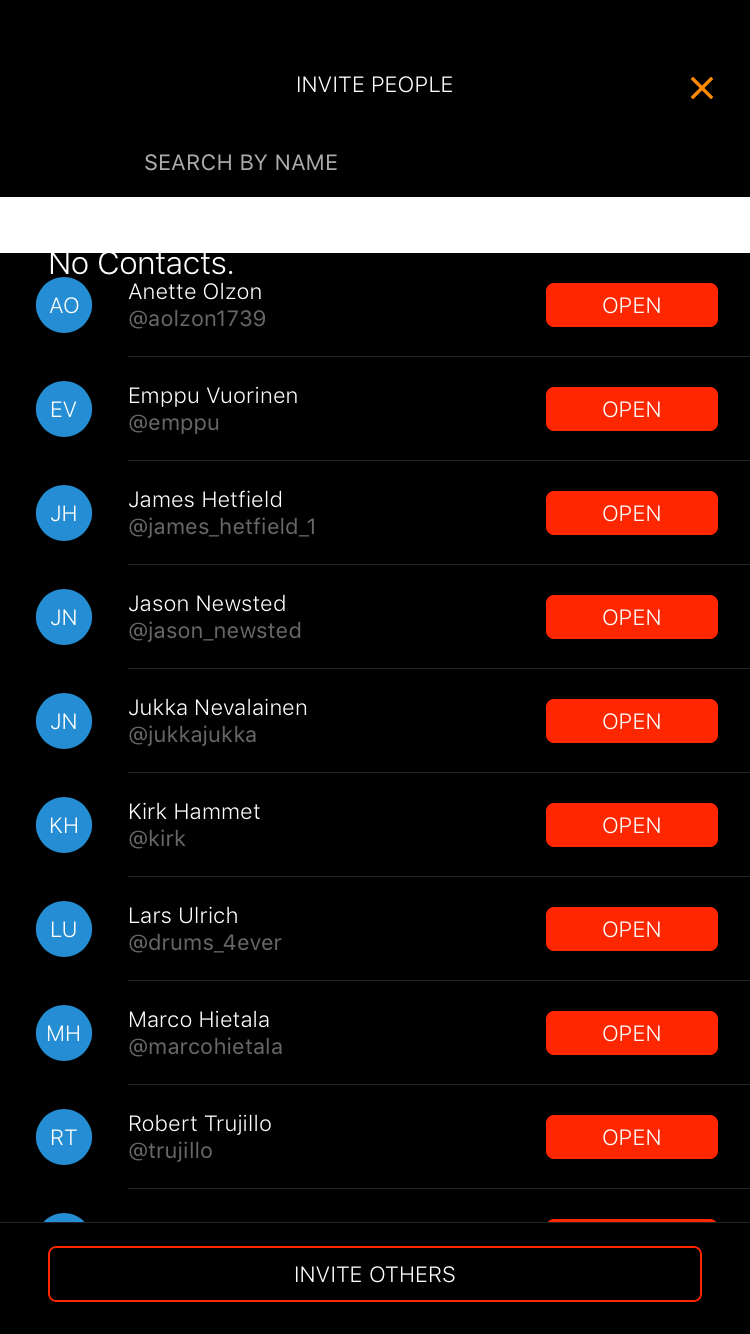 INVITE PEOPLE
SEARCH BY NAME
No Contacts.
AO
Anette Olzon
@aolzon1739
OPEN
EV
Emppu Vuorinen
@emppu
OPEN
JH
James Hetfield
@james_hetfield_1
OPEN
JN
Jason Newsted
@jason_newsted
OPEN
JN
Jukka Nevalainen
@jukkajukka
OPEN
KH
Kirk Hammet
@kirk
OPEN
LU
Lars Ulrich
@drums_4ever
OPEN
MH
Marco Hietala
@marcohietala
OPEN
RT
Robert Trujillo
@trujillo
OPEN
INVITE OTHERS